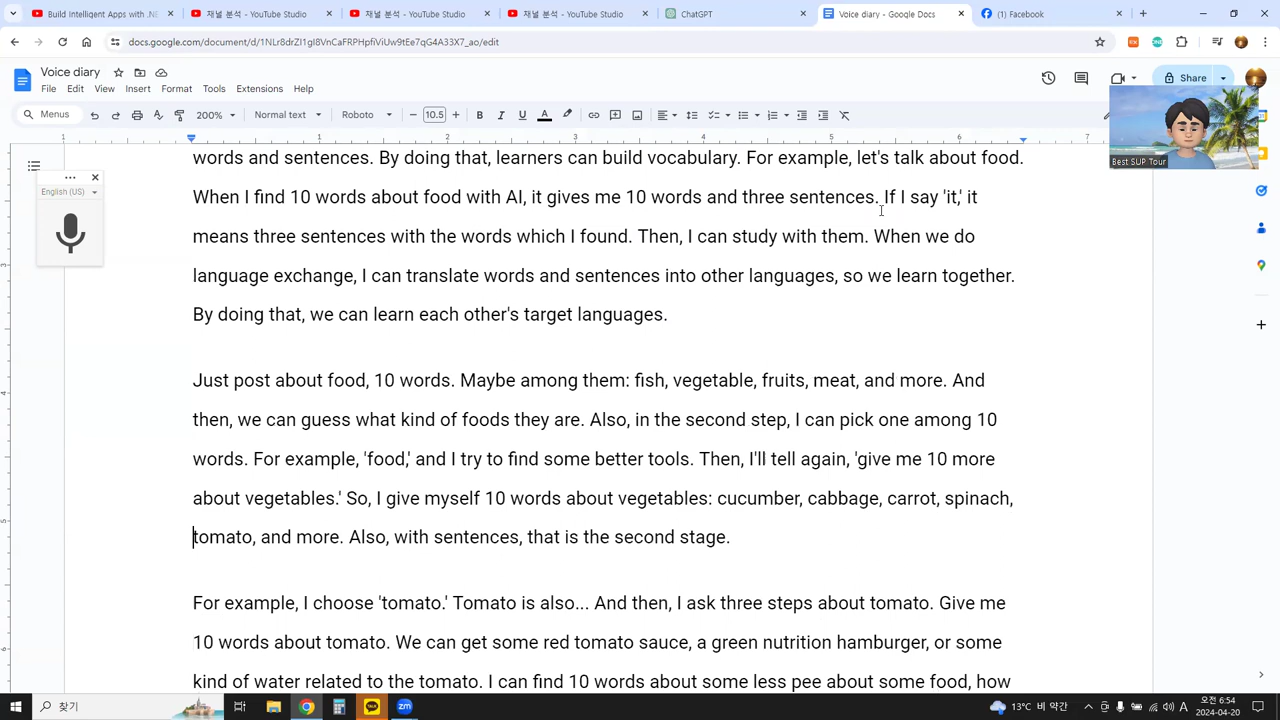 Build Intelligent Apps with .NE
채널 분석 - YouTube Studio
채널 분석 - YouTube Studio
채널 분석 - YouTube Studio
ChatGPT
Voice diary - Google Docs
(1) Facebook
docs.google.com/document/d/1NLr8drZI1gI8VnCaFRPHpfiViUw9tEe7qG4A33X7_ao/edit
Voice diary
File Edit View Insert Format Tools Extensions Help
Share
Menus 200% Normal text Roboto 10.5 B I U A
1 1 2 3 4 5 6 7
Best SUP Tour
English (US)
words and sentences. By doing that, learners can build vocabulary. For example, let's talk about food.
When I find 10 words about food with AI, it gives me 10 words and three sentences. If I say 'it,' it
means three sentences with the words which I found. Then, I can study with them. When we do
language exchange, I can translate words and sentences into other languages, so we learn together.
By doing that, we can learn each other's target languages.
Just post about food, 10 words. Maybe among them: fish, vegetable, fruits, meat, and more. And
then, we can guess what kind of foods they are. Also, in the second step, I can pick one among 10
words. For example, 'food,' and I try to find some better tools. Then, I'll tell again, 'give me 10 more
about vegetables.' So, I give myself 10 words about vegetables: cucumber, cabbage, carrot, spinach,
tomato, and more. Also, with sentences, that is the second stage.
For example, I choose 'tomato.' Tomato is also... And then, I ask three steps about tomato. Give me
10 words about tomato. We can get some red tomato sauce, a green nutrition hamburger, or some
kind of water related to the tomato. I can find 10 words about some less pee about some food, how
찾기
TALK
zm
13°C 비 약간
A
오전 6:54
2024-04-20